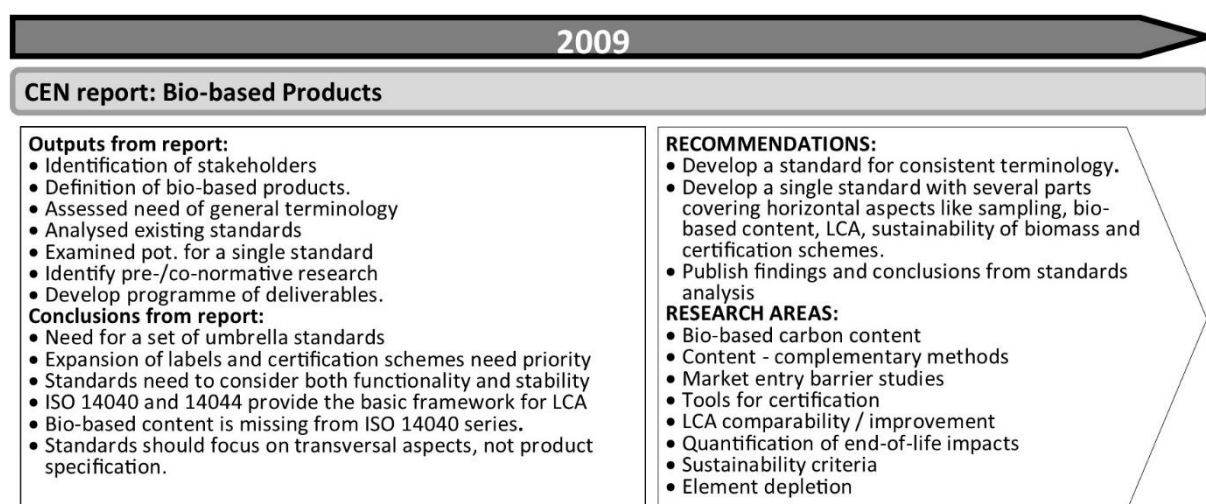 2009
CEN report: Bio-based Products
Outputs from report:
• Identification of stakeholders
• Definition of bio-based products.
• Assessed need of general terminology
• Analysed existing standards
• Examined pot. for a single standard
• Identify pre-/co-normative research
• Develop programme of deliverables.
Conclusions from report:
• Need for a set of umbrella standards
• Expansion of labels and certification schemes need priority
• Standards need to consider both functionality and stability
• ISO 14040 and 14044 provide the basic framework for LCA
• Bio-based content is missing from ISO 14040 series.
• Standards should focus on transversal aspects, not product
specification.
RECOMMENDATIONS:
• Develop a standard for consistent terminology.
• Develop a single standard with several parts
covering horizontal aspects like sampling, bio-
based content, LCA, sustainability of biomass and
certification schemes.
• Publish findings and conclusions from standards
analysis
RESEARCH AREAS:
• Bio-based carbon content
• Content - complementary methods
• Market entry barrier studies
• Tools for certification
• LCA comparability / improvement
• Quantification of end-of-life impacts
• Sustainability criteria
• Element depletion